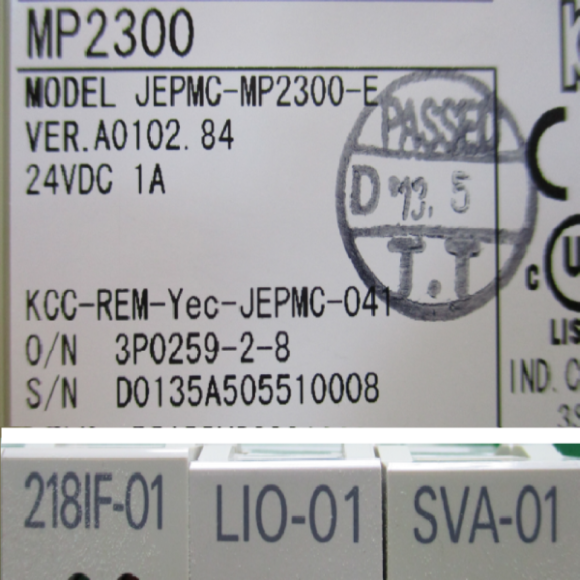 MP2300
MODEL JEPMC-MP2300-E
VER.A0102.84
24VDC 1A
PASSED
D '13.5
T.T
KCC-REM-Yec-JEPMC-041
O/N 3P0259-2-8
S/N D0135A505510008
C
LIS
IND.C
218IF-01
LIO-01
SVA-01